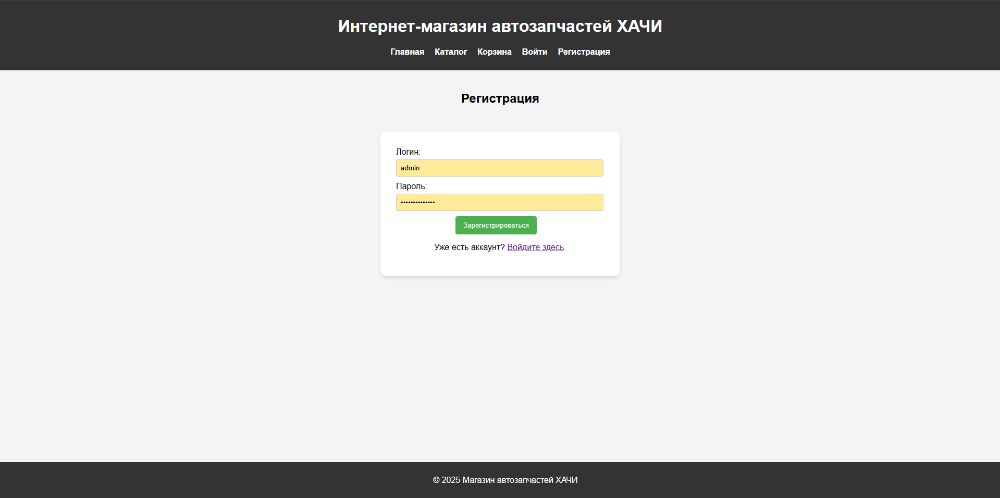 Интернет-магазин автозапчастей ХАЧИ
Главная Каталог Корзина Войти Регистрация
Регистрация
Логин:
admin
Пароль:
••••••••••••••
Зарегистрироваться
Уже есть аккаунт? Войдите здесь.
© 2025 Магазин автозапчастей ХАЧИ